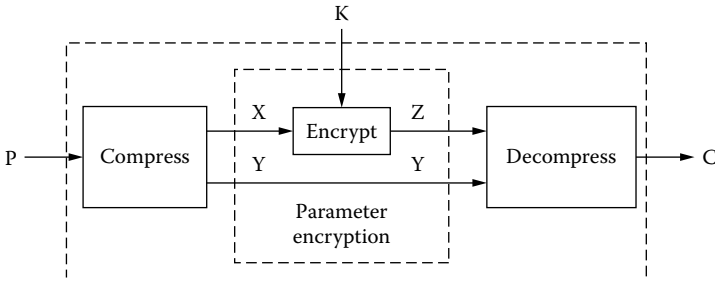 K
X
Z
P
Compress
Encrypt
Decompress
C
Y
Y
Parameter
encryption